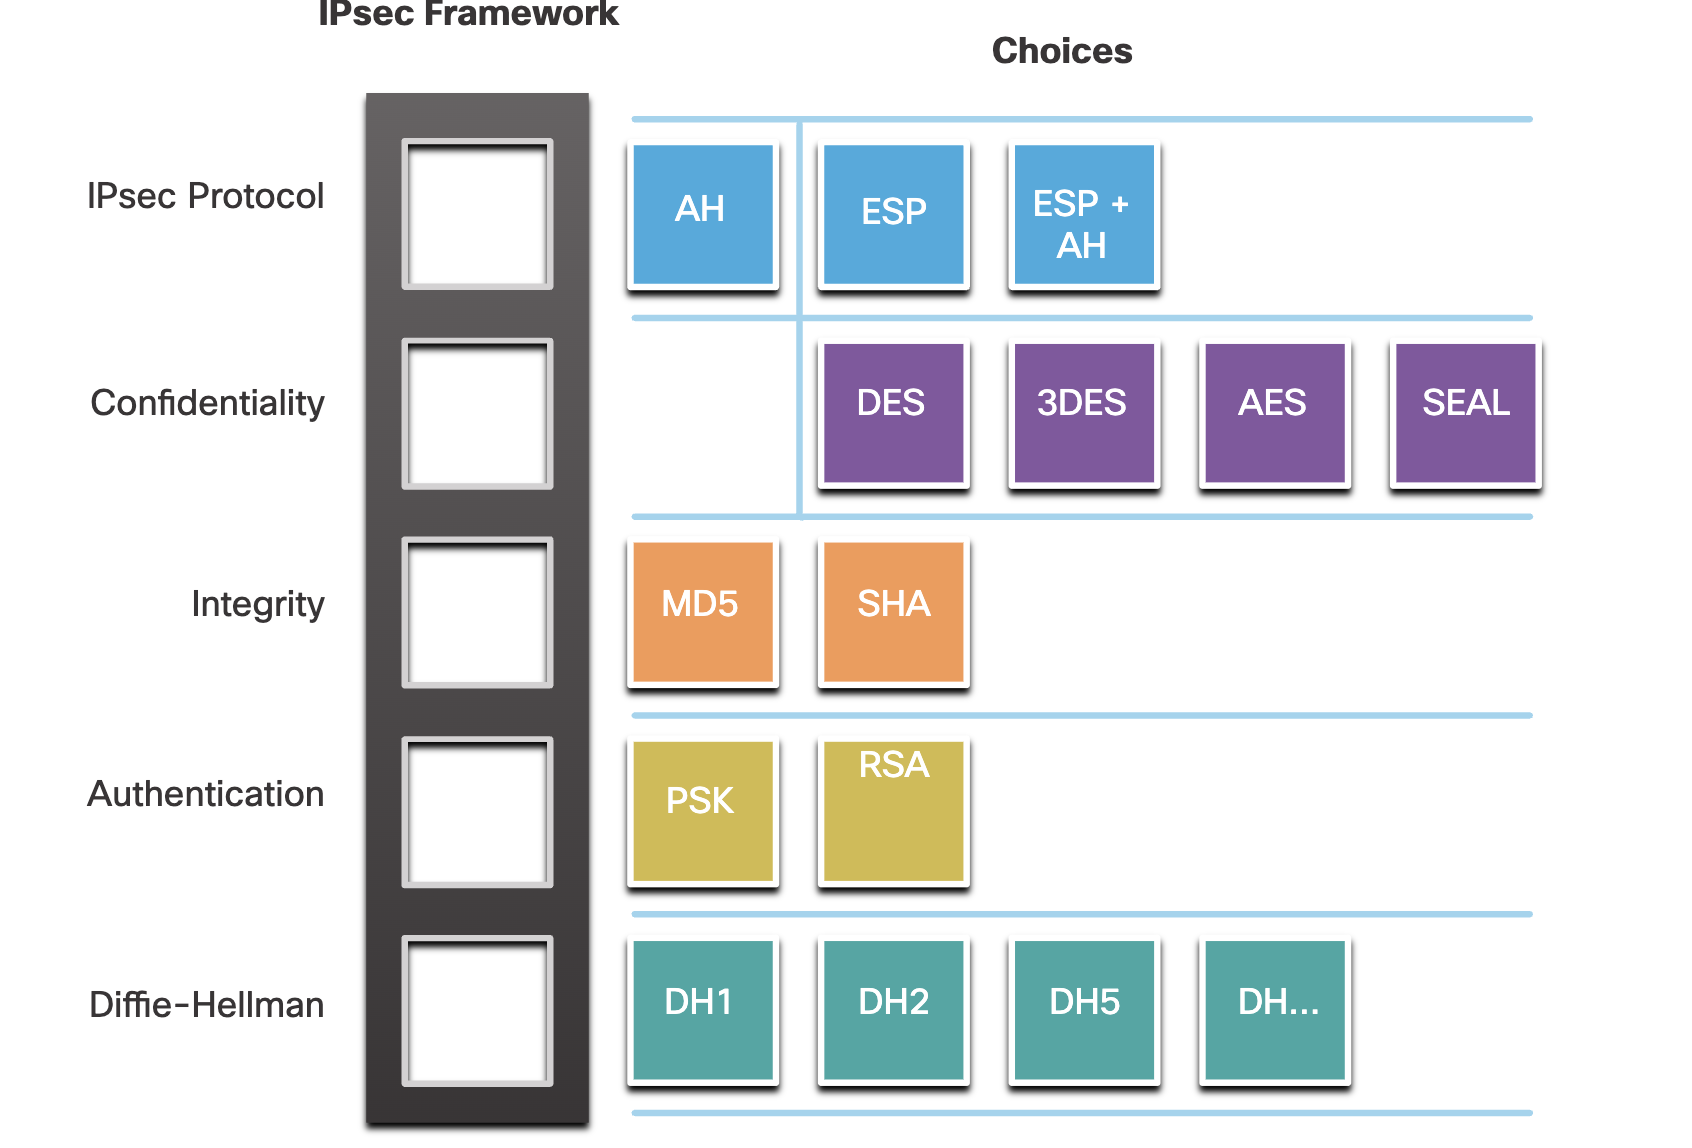 IPsec Framework
Choices
IPsec Protocol
AH
ESP
ESP +
AH
Confidentiality
DES
3DES
AES
SEAL
Integrity
MD5
SHA
Authentication
PSK
RSA
Diffie-Hellman
DH1
DH2
DH5
DH...